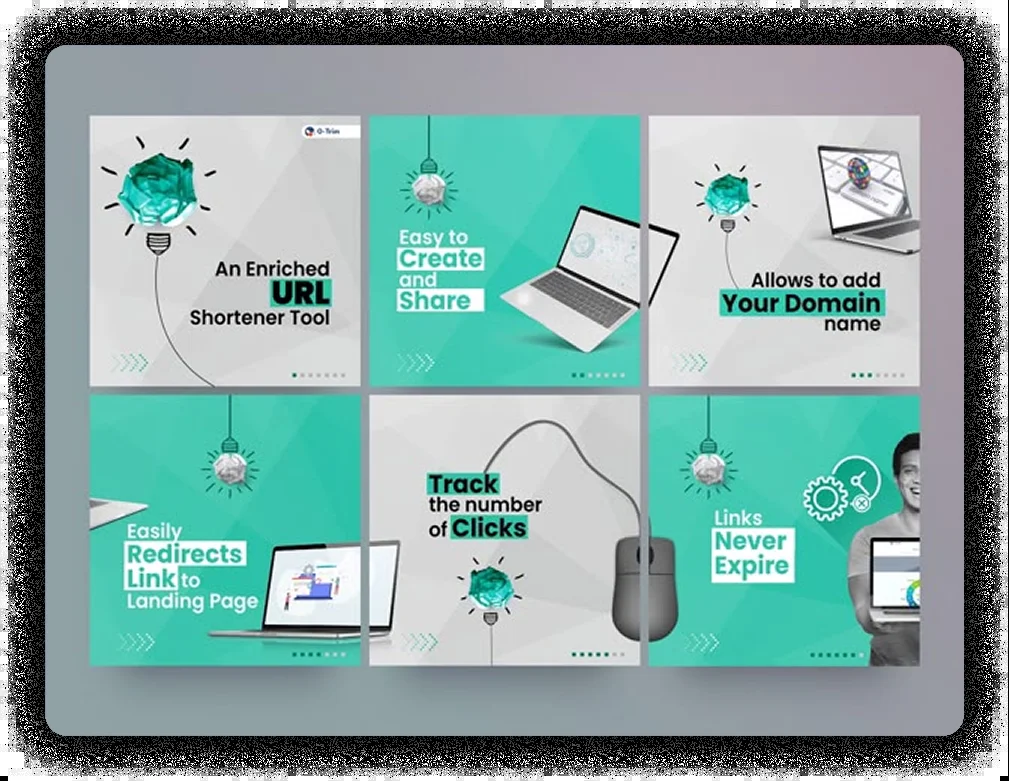 O-Trim
An Enriched
URL
Shortener Tool
Easy to
Create
and
Share
Allows to add
Your Domain
name
Easily
Redirects
Link to
Landing Page
Track
the number
of Clicks
Links
Never
Expire